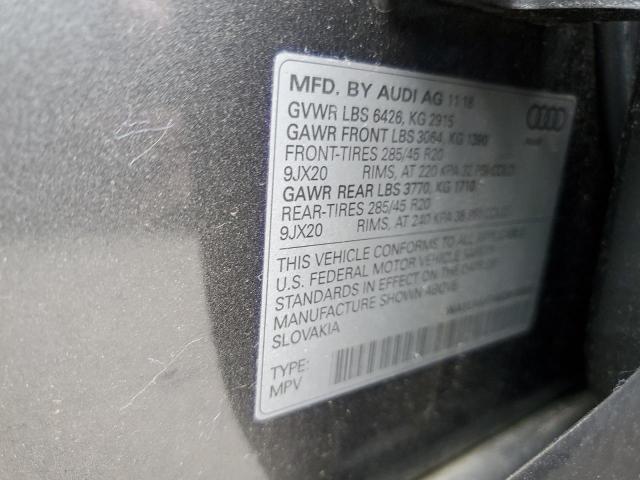 MFD. BY AUDI AG 11:18
GVWR LBS 6426, KG 2915
GAWR FRONT LBS 3064, KG 1390
FRONT-TIRES 285/45 R20
9JX20 RIMS, AT 220 KPA 32 PSI COLD
GAWR REAR LBS 3770, KG 1710
REAR-TIRES 285/45 R20
9JX20 RIMS, AT 240 KPA PSI COLD
THIS VEHICLE CONFORMS TO ALL APPLICABLE
U.S. FEDERAL MOTOR VEHICLE SAFETY
STANDARDS IN EFFECT ON THE DATE OF
MANUFACTURE SHOWN ABOVE.
SLOVAKIA
TYPE:
MPV